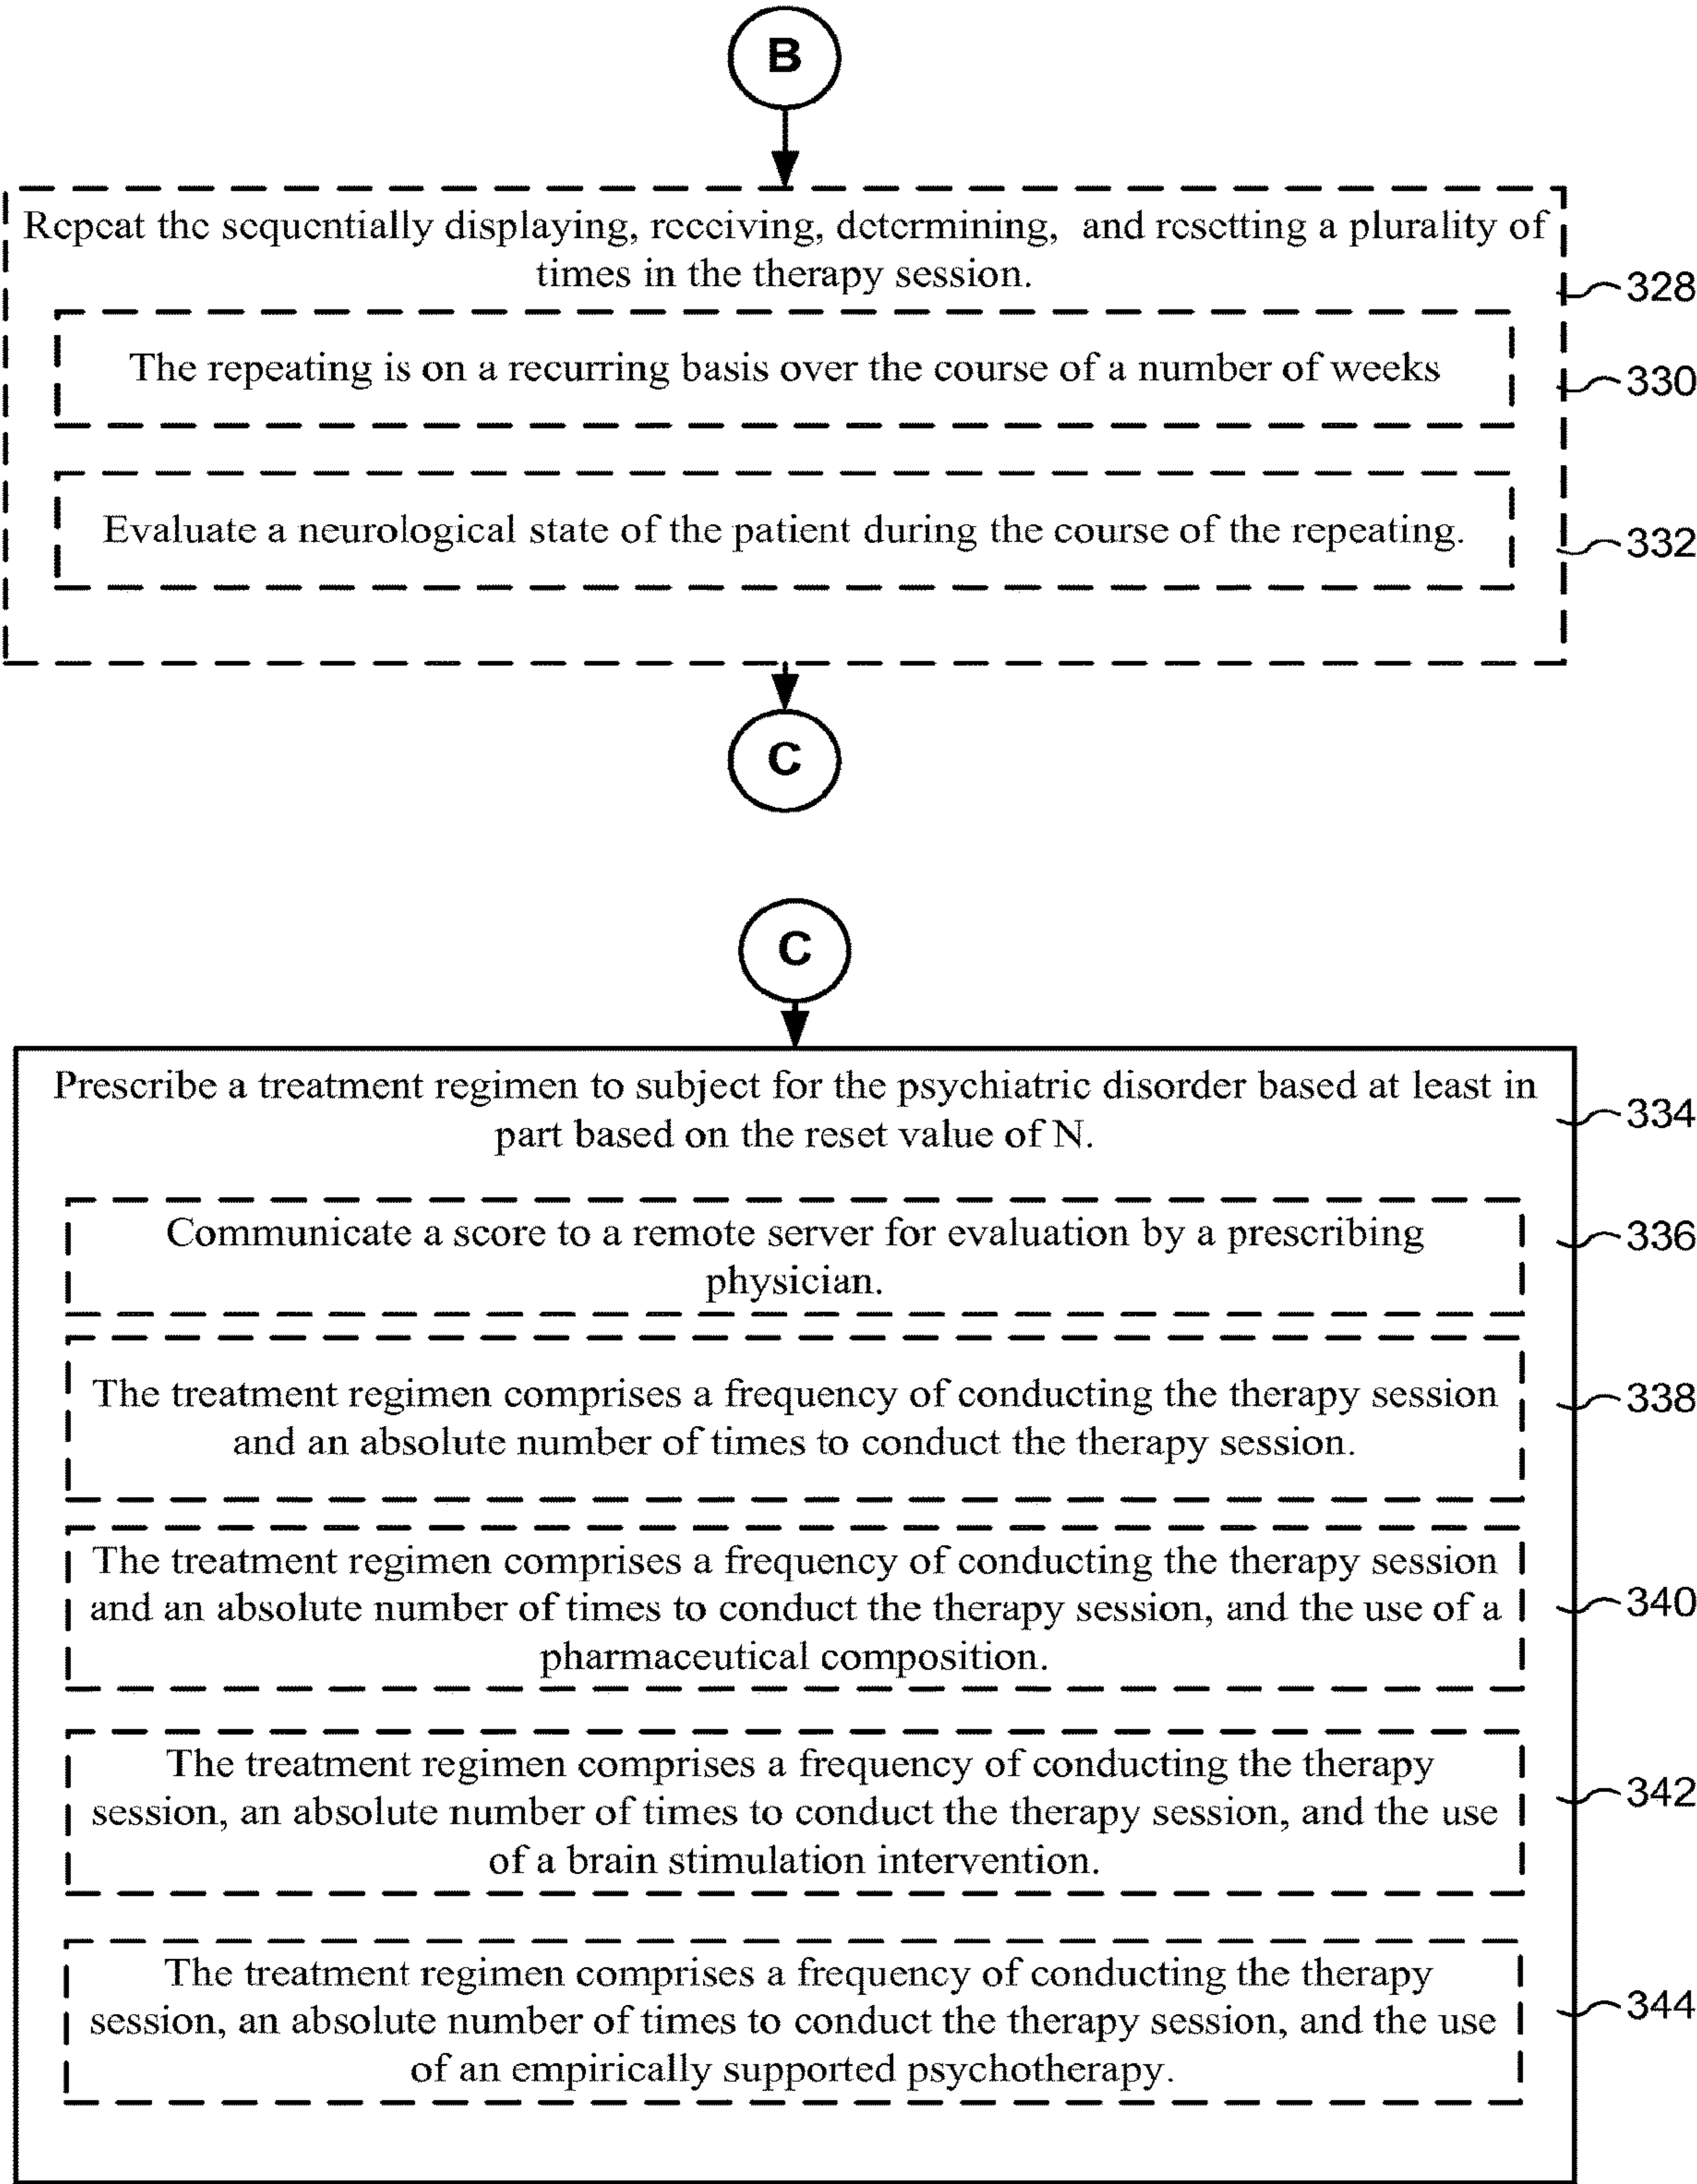 B
Repeat the sequentially displaying, receiving, determining, and resetting a plurality of
times in the therapy session.
328
The repeating is on a recurring basis over the course of a number of weeks
330
Evaluate a neurological state of the patient during the course of the repeating.
332
C
C
Prescribe a treatment regimen to subject for the psychiatric disorder based at least in
part based on the reset value of N.
334
Communicate a score to a remote server for evaluation by a prescribing
physician.
336
The treatment regimen comprises a frequency of conducting the therapy session
and an absolute number of times to conduct the therapy session.
338
The treatment regimen comprises a frequency of conducting the therapy session
and an absolute number of times to conduct the therapy session, and the use of a
pharmaceutical composition.
340
The treatment regimen comprises a frequency of conducting the therapy
session, an absolute number of times to conduct the therapy session, and the use
of a brain stimulation intervention.
342
The treatment regimen comprises a frequency of conducting the therapy
session, an absolute number of times to conduct the therapy session, and the use
of an empirically supported psychotherapy.
344